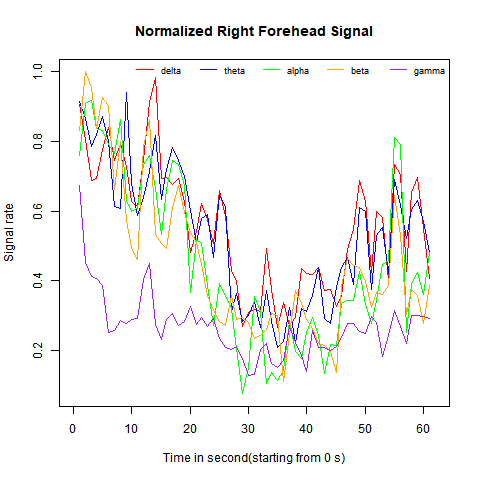 Normalized Right Forehead Signal
delta theta alpha beta gamma
1.0
0.8
0.6
0.4
0.2
Signal rate
0 10 20 30 40 50 60
Time in second(starting from 0 s)